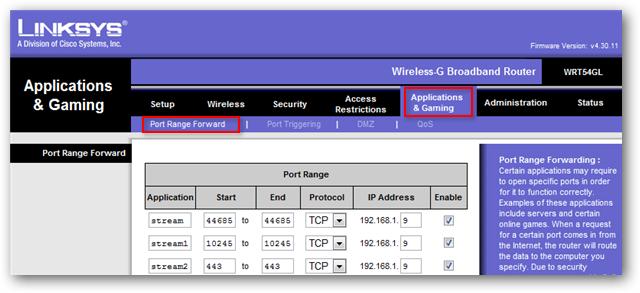 LINKSYS®
A Division of Cisco Systems, Inc.
Firmware Version: v4.30.11
Wireless-G Broadband Router WRT54GL
Applications
& Gaming
Setup Wireless Security Access Restrictions Applications & Gaming Administration Status
Port Range Forward | Port Triggering | DMZ | QoS
Port Range Forward
Port Range
Application Start End Protocol IP Address Enable
stream 44685 to 44685 TCP 192.168.1. 9
stream1 10245 to 10245 TCP 192.168.1. 9
stream2 443 to 443 TCP 192.168.1. 9
Port Range Forwarding :
Certain applications may require
to open specific ports in order
for it to function correctly.
Examples of these applications
include servers and certain
online games. When a request
for a certain port comes in from
the Internet, the router will route
the data to the computer you
specify. Due to security